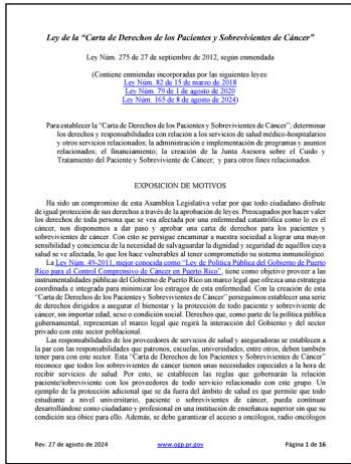 Ley de la “Carta de Derechos de los Pacientes y Sobrevivientes de Cáncer”
Ley Núm. 275 de 27 de septiembre de 2012, según enmendada
(Contiene enmiendas incorporadas por las siguientes leyes:
Ley Núm. 82 de 15 de marzo de 2018
Ley Núm. 79 de 1 de agosto de 2020
Ley Núm. 165 de 8 de agosto de 2024)
Para establecer la “Carta de Derechos de los Pacientes y Sobrevivientes de Cáncer”; determinar
los derechos y responsabilidades con relación a los servicios de salud médico-hospitalarios
y otros servicios relacionados; la administración e implementación de programas y asuntos
relacionados; el financiamiento; la creación de la Junta Asesora sobre el Cuido y
Tratamiento del Paciente y Sobreviviente de Cáncer; y para otros fines relacionados.
EXPOSICION DE MOTIVOS
Ha sido un compromiso de esta Asamblea Legislativa velar por que todo ciudadano disfrute
de igual protección de sus derechos a través de la aprobación de leyes. Preocupados por hacer valer
los derechos de toda persona que se vea afectada por una enfermedad catastrófica como lo es el
cáncer, nos disponemos a dar paso y aprobar una carta de derechos para los pacientes y
sobrevivientes de cáncer. Con esto se persigue encaminar a nuestra sociedad a lograr una mayor
sensibilidad y conciencia de la necesidad de salvaguardar la dignidad y seguridad de aquéllos cuya
salud se ve afectada, lo que los hace vulnerables al tener comprometido su sistema inmunológico.
La Ley Núm. 49-2011, mejor conocida como “Ley de Política Pública del Gobierno de Puerto
Rico para el Control Comprensivo de Cáncer en Puerto Rico”, tiene como objetivo proveer a las
instrumentalidades públicas del Gobierno de Puerto Rico un marco legal que ofrezca una estrategia
coordinada e integrada para minimizar los estragos de esta enfermedad. Con la creación de esta
“Carta de Derechos de los Pacientes y Sobrevivientes de Cáncer” perseguimos establecer una serie
de derechos dirigidos a asegurar el bienestar y la protección de todo paciente y sobreviviente de
cáncer, sin importar edad, sexo o condición social. Derechos que, como parte de la política pública
gubernamental, representan el marco legal que regirá la interacción del Gobierno y del sector
privado con este sector poblacional.
Las responsabilidades de los proveedores de servicios de salud y aseguradoras se establecen a
la par con las responsabilidades que patronos, escuelas, universidades, entre otros, deben también
tener para con este sector. Esta “Carta de Derechos de los Pacientes y Sobrevivientes de Cáncer”
reconoce que todos los sobrevivientes de cáncer tienen unas necesidades especiales a la hora de
recibir servicios de salud. Por esto, se establecen las reglas que gobernarán la relación
paciente/sobreviviente con los proveedores de todo servicio relacionado con este grupo. Un
ejemplo de la protección adicional que se da fuera del ámbito de salud es que permite que todo
estudiante a nivel universitario, paciente o sobreviviente de cáncer, pueda continuar
desarrollándose como ciudadano y profesional en una institución de enseñanza superior sin que su
condición sea óbice para ello. Además, se debe garantizar el acceso a oncólogos, radio oncólogos
Rev. 27 de agosto de 2024 www.ogp.pr.gov Página 1 de 16